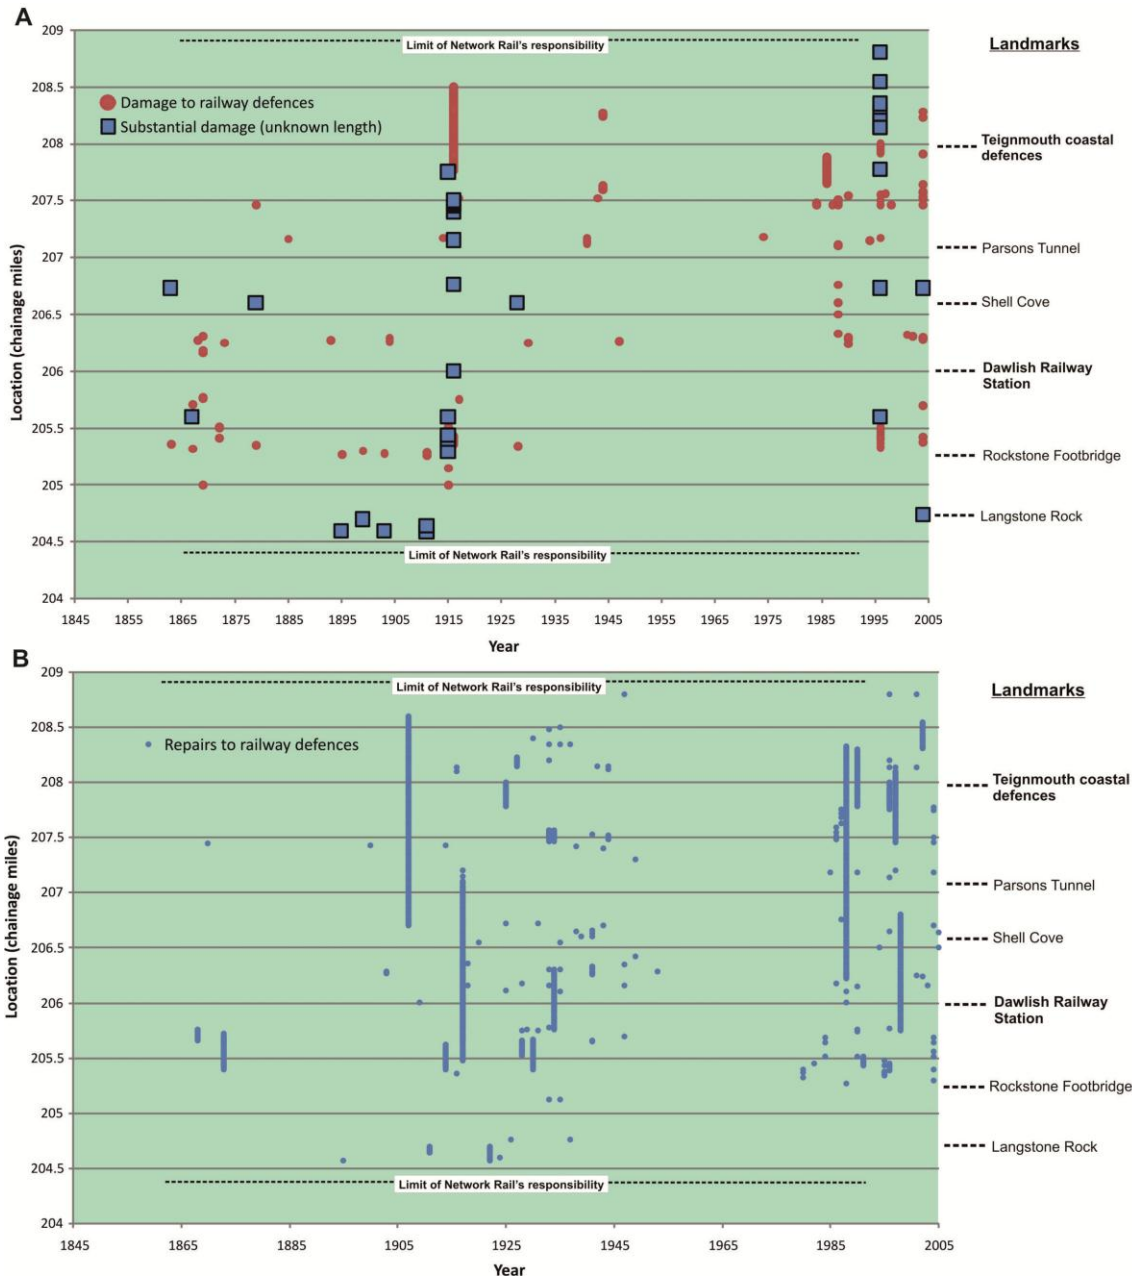 A
209
Limit of Network Rail's responsibility
Landmarks
208.5
Damage to railway defences
Substantial damage (unknown length)
208
Teignmouth coastal
defences
207.5
Parsons Tunnel
207
Location (chainage miles)
206.5
Shell Cove
206
Dawlish Railway
Station
205.5
Rockstone Footbridge
205
Langstone Rock
204.5
Limit of Network Rail's responsibility
204
1845 1855 1865 1875 1885 1895 1905 1915 1925 1935 1945 1955 1965 1975 1985 1995 2005
Year
B
209
Limit of Network Rail's responsibility
Landmarks
208.5
Repairs to railway defences
208
Teignmouth coastal
defences
207.5
Parsons Tunnel
207
Location (chainage miles)
206.5
Shell Cove
206
Dawlish Railway
Station
205.5
Rockstone Footbridge
205
Langstone Rock
204.5
Limit of Network Rail's responsibility
204
1845 1865 1885 1905 1925 1945 1965 1985 2005
Year